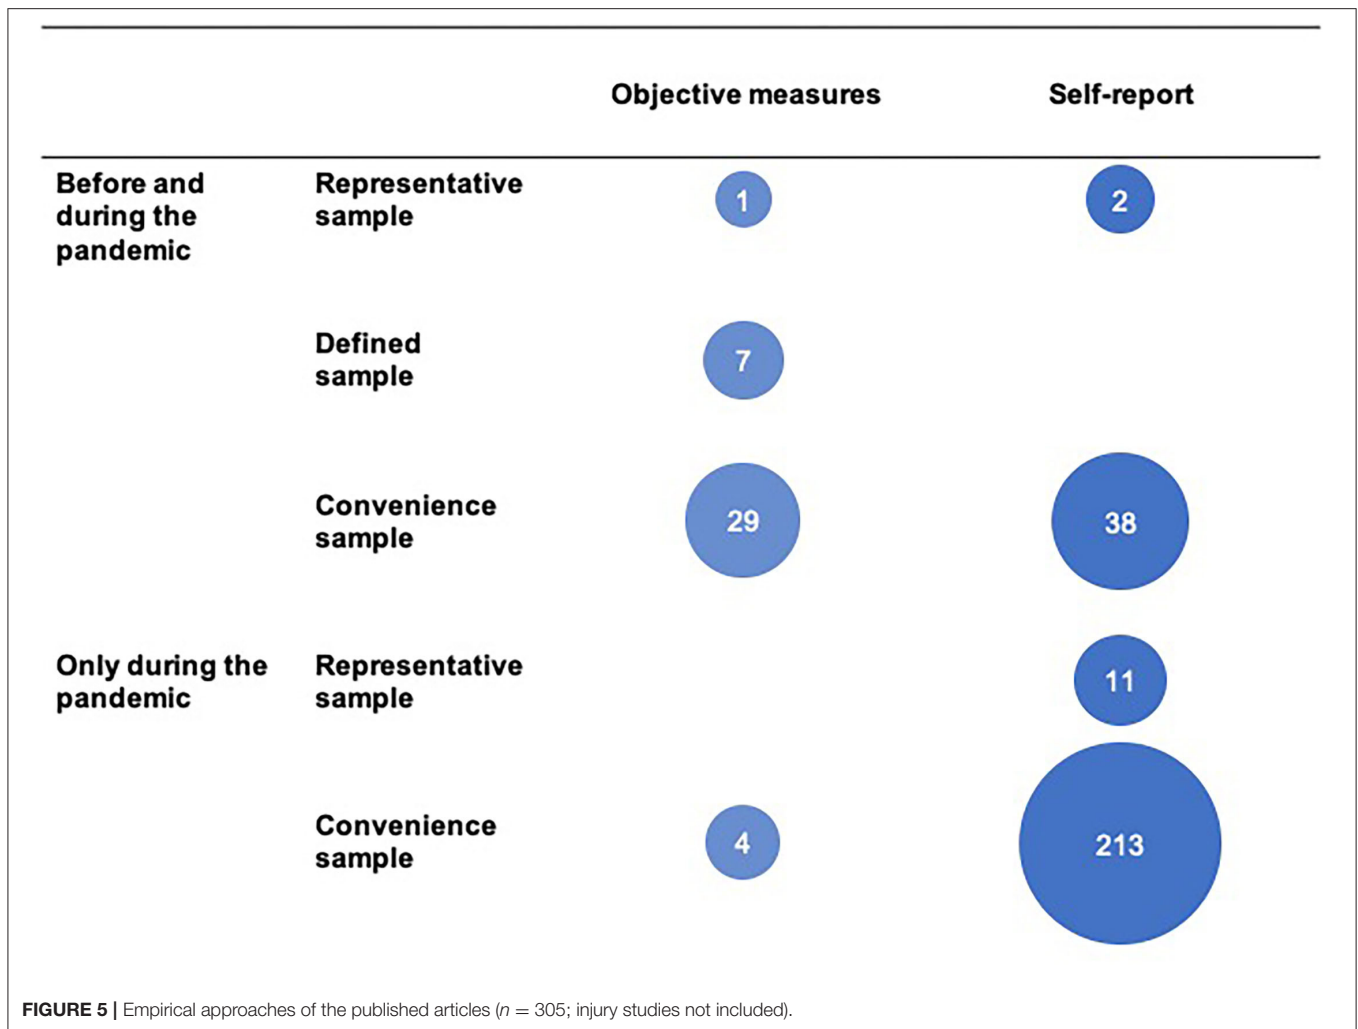 Objective measures Self-report
Before and
during the
pandemic
Representative
sample
1
2
Defined
sample
7
Convenience
sample
29
38
Only during the
pandemic
Representative
sample
11
Convenience
sample
4
213
FIGURE 5 | Empirical approaches of the published articles (n = 305; injury studies not included).